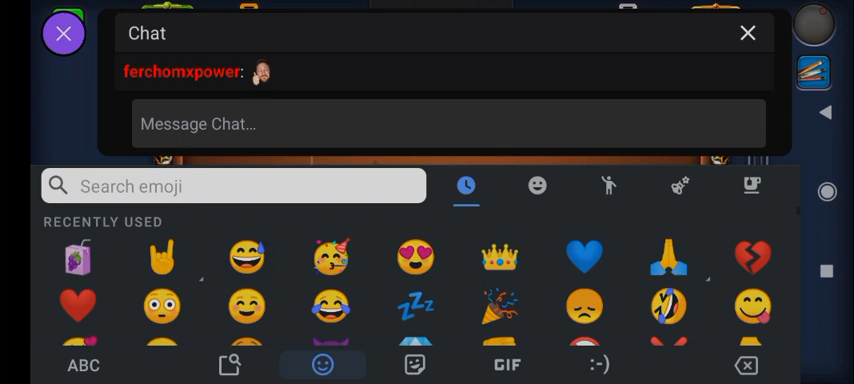 Chat
ferchomxpower:
Message Chat...
Search emoji
RECENTLY USED
ABC
GIF
:-)